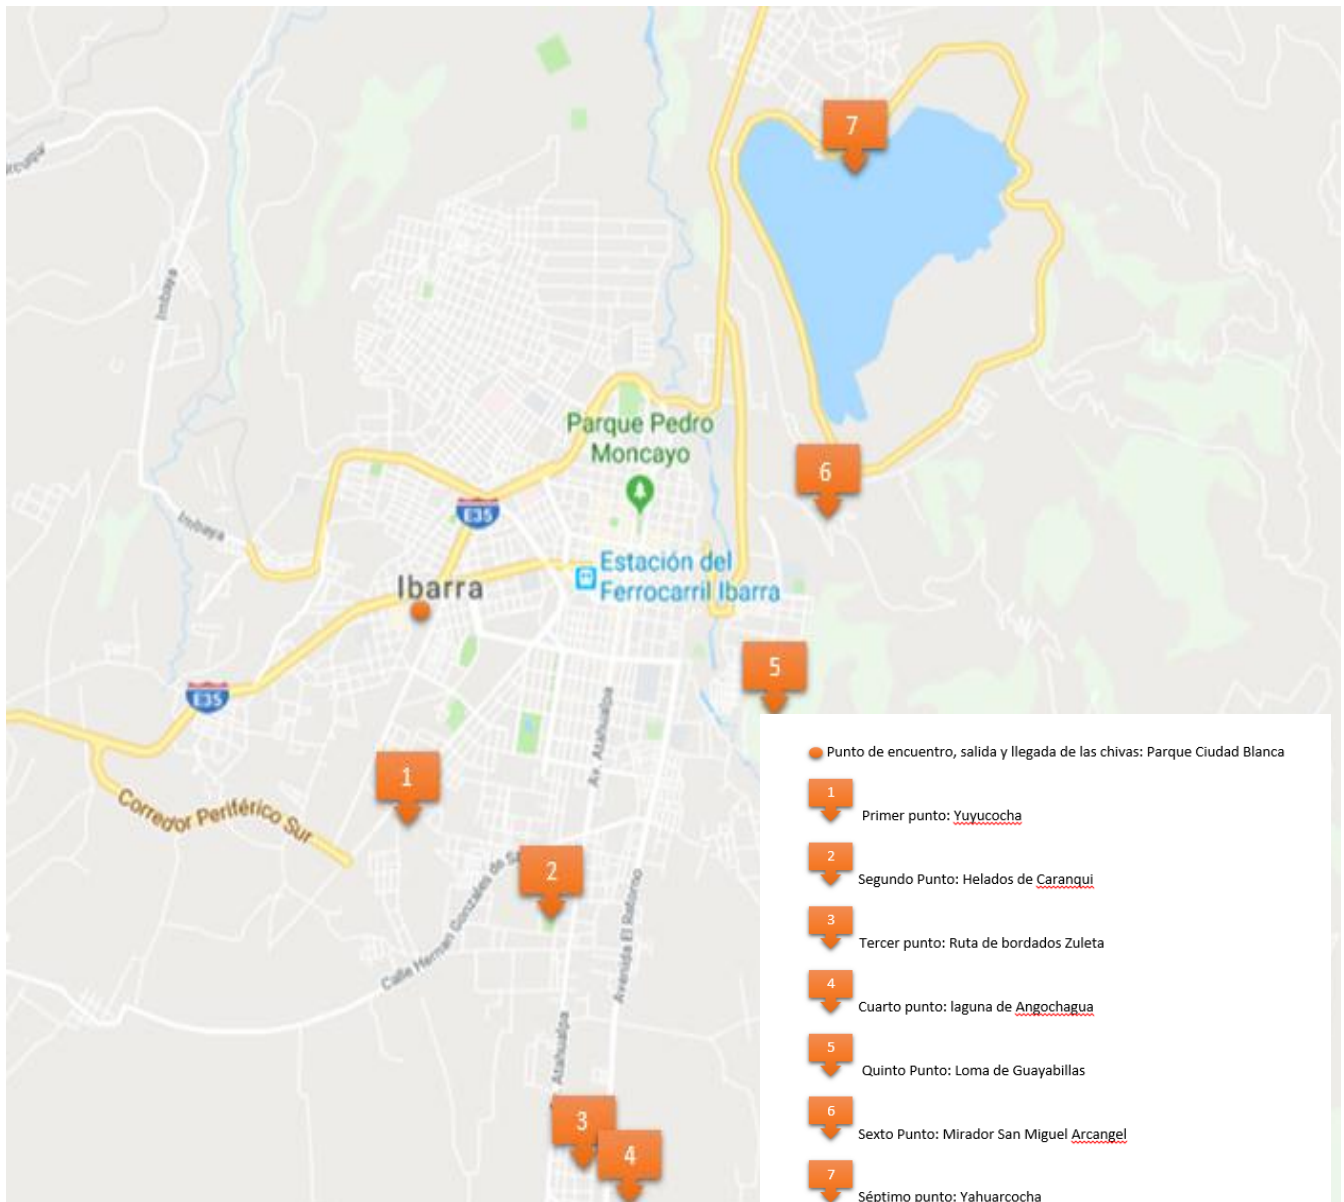 7
Imbaya
Parque Pedro
Moncayo
6
E35
Imbaya
Estación del
Ferrocarril Ibarra
Ibarra
5
E35
Av. Atahualpa
1
Corredor Periférico Sur
2
Calle Hernan Gonzales de
Avenida El Retorno
Atahualpa
3
4
Punto de encuentro, salida y llegada de las chivas: Parque Ciudad Blanca
1
Primer punto: Yuyucocha
2
Segundo Punto: Helados de Caranqui
3
Tercer punto: Ruta de bordados Zuleta
4
Cuarto punto: laguna de Angochagua
5
Quinto Punto: Loma de Guayabillas
6
Sexto Punto: Mirador San Miguel Arcangel
7
Séptimo punto: Yahuarcocha